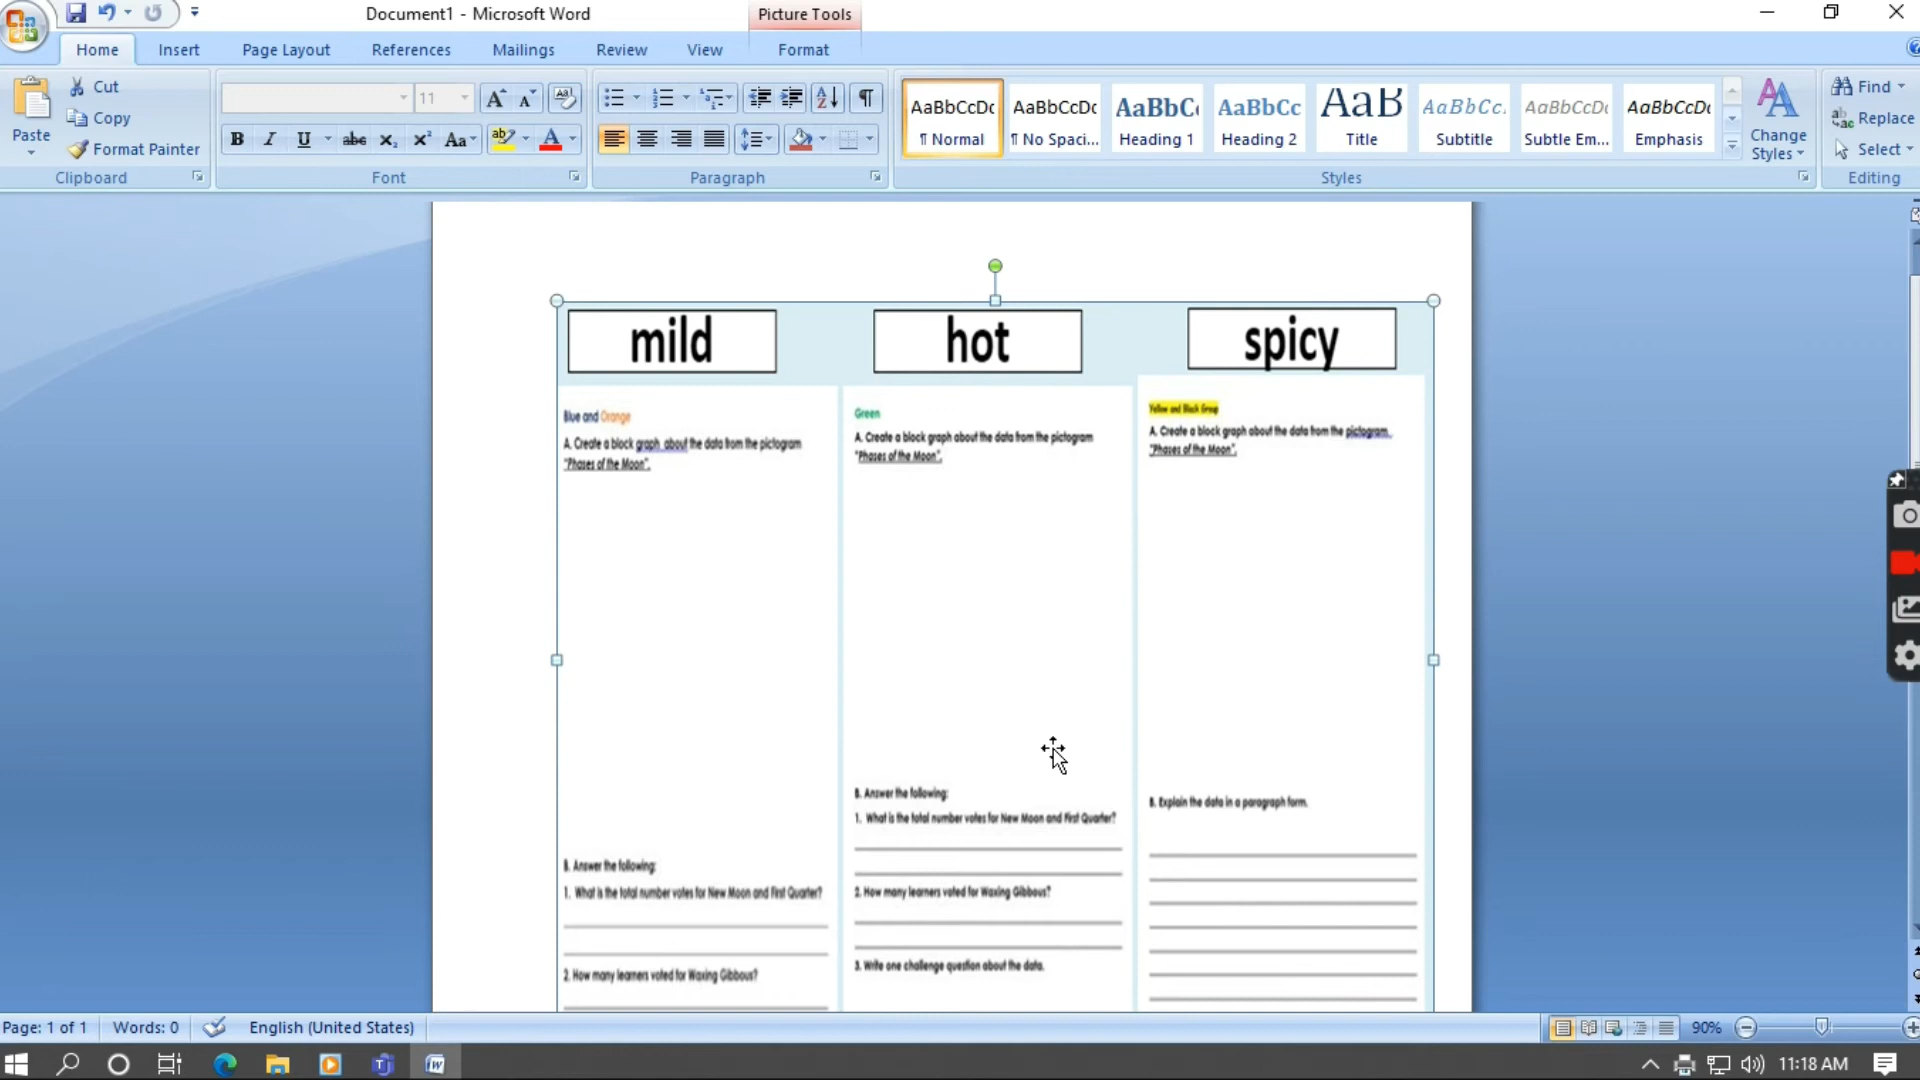 Document1 - Microsoft Word
Picture Tools
Home
Insert
Page Layout
References
Mailings
Review
View
Format
Paste
Cut
Copy
Format Painter
Clipboard
11
Font
Paragraph
AaBbCcDc
¶ Normal
AaBbCcDc
¶ No Spaci...
AaBbC
Heading 1
AaBbCc
Heading 2
AaB
Title
AaBbCc.
Subtitle
AaBbCcDc
Subtle Em...
AaBbCcDc
Emphasis
Change
Styles
Styles
Find
Replace
Select
Editing
mild
hot
spicy
Blue and Orange
A. Create a block graph about the data from the pictogram
"Phases of the Moon".
B. Answer the following:
1. What is the total number votes for New Moon and First Quarter?
2. How many learners voted for Waxing Gibbous?
Green
A. Create a block graph about the data from the pictogram
"Phases of the Moon".
B. Answer the following:
1. What is the total number votes for New Moon and First Quarter?
2. How many learners voted for Waxing Gibbous?
3. Write one challenge question about the data.
Yellow and Black Group
A. Create a block graph about the data from the pictogram
"Phases of the Moon".
B. Explain the data in a paragraph form.
Page: 1 of 1
Words: 0
English (United States)
90%
11:18 AM